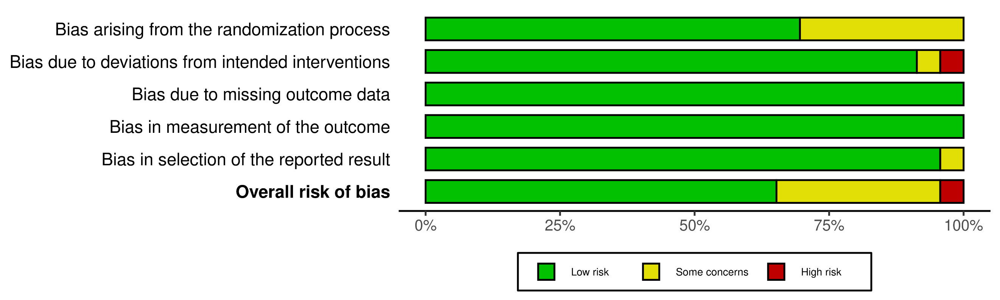 Bias arising from the randomization process
Bias due to deviations from intended interventions
Bias due to missing outcome data
Bias in measurement of the outcome
Bias in selection of the reported result
Overall risk of bias
0% 25% 50% 75% 100%
Low risk Some concerns High risk